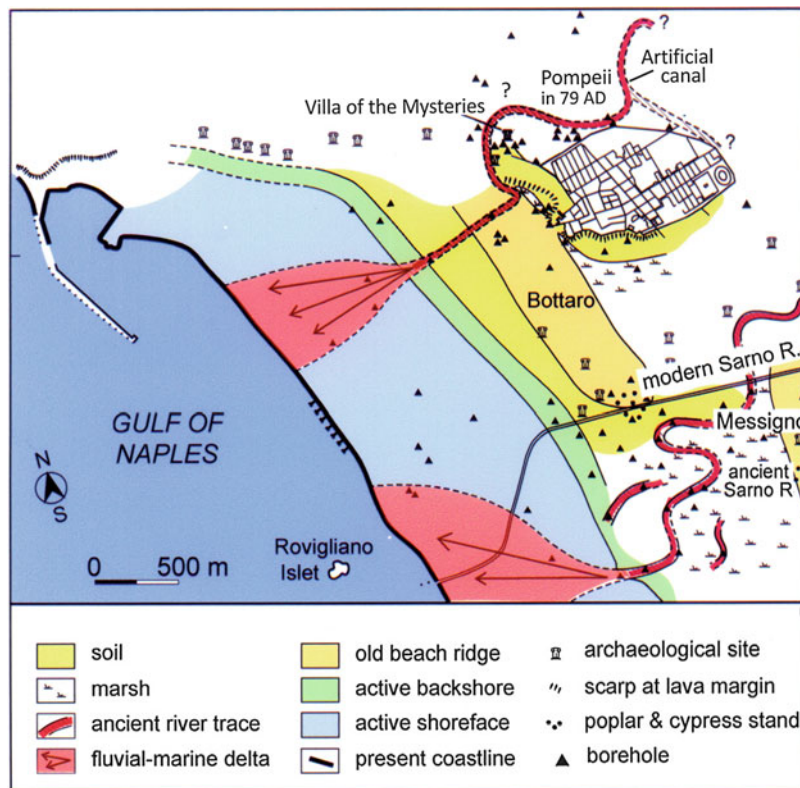 ?
Artificial
canal
Pompeii
in 79 AD
?
Villa of the Mysteries
?
Bottaro
modern Sarno R.
Messigno
ancient
Sarno R
GULF OF
NAPLES
N
S
0 500 m
Rovigliano
Islet
soil
marsh
ancient river trace
fluvial-marine delta
old beach ridge
active backshore
active shoreface
present coastline
archaeological site
scarp at lava margin
poplar & cypress stand
borehole